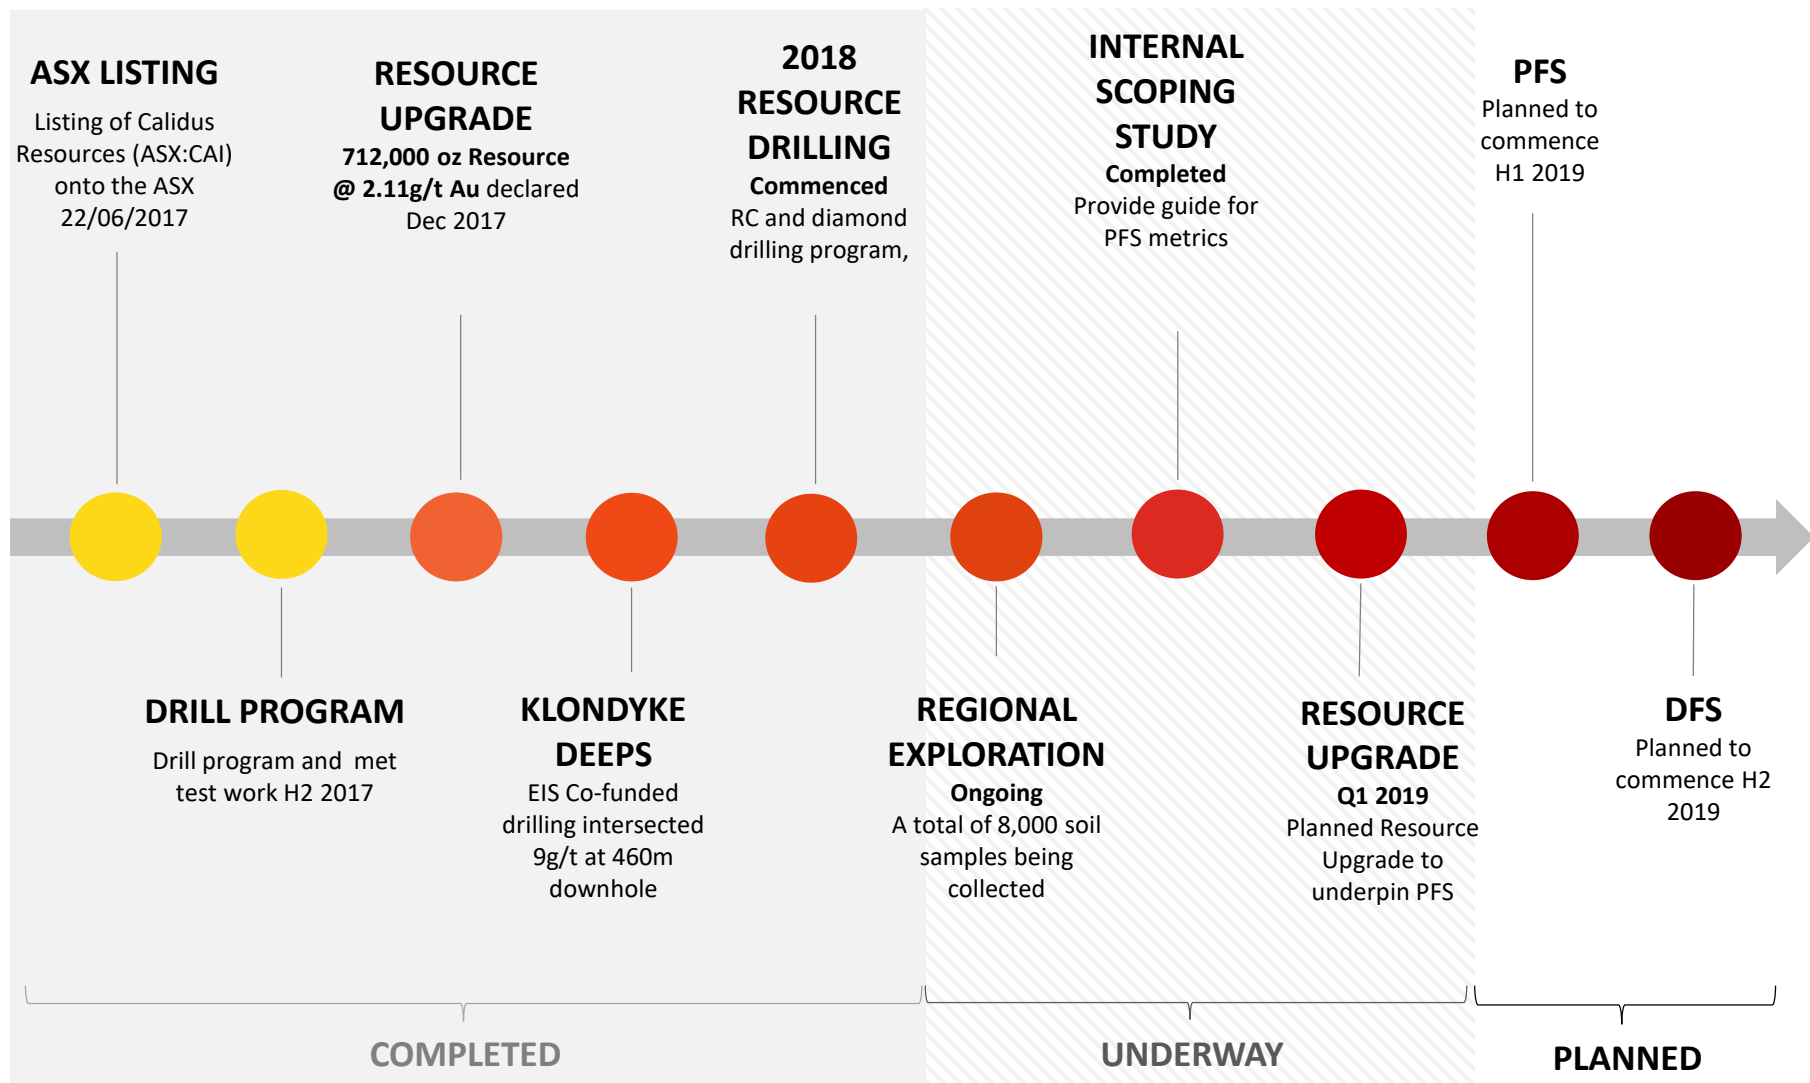 ASX LISTING
Listing of Calidus
Resources (ASX:CAI)
onto the ASX
22/06/2017
RESOURCE
UPGRADE
712,000 oz Resource
@ 2.11g/t Au declared
Dec 2017
2018
RESOURCE
DRILLING
Commenced
RC and diamond
drilling program,
INTERNAL
SCOPING
STUDY
Completed
Provide guide for
PFS metrics
PFS
Planned to
commence
H1 2019
DRILL PROGRAM
Drill program and  met
test work H2 2017
KLONDYKE
DEEPS
EIS Co-funded
drilling intersected
9g/t at 460m
downhole
REGIONAL
EXPLORATION
Ongoing
A total of 8,000 soil
samples being
collected
RESOURCE
UPGRADE
Q1 2019
Planned Resource
Upgrade to
underpin PFS
DFS
Planned to
commence H2
2019
COMPLETED
UNDERWAY
PLANNED